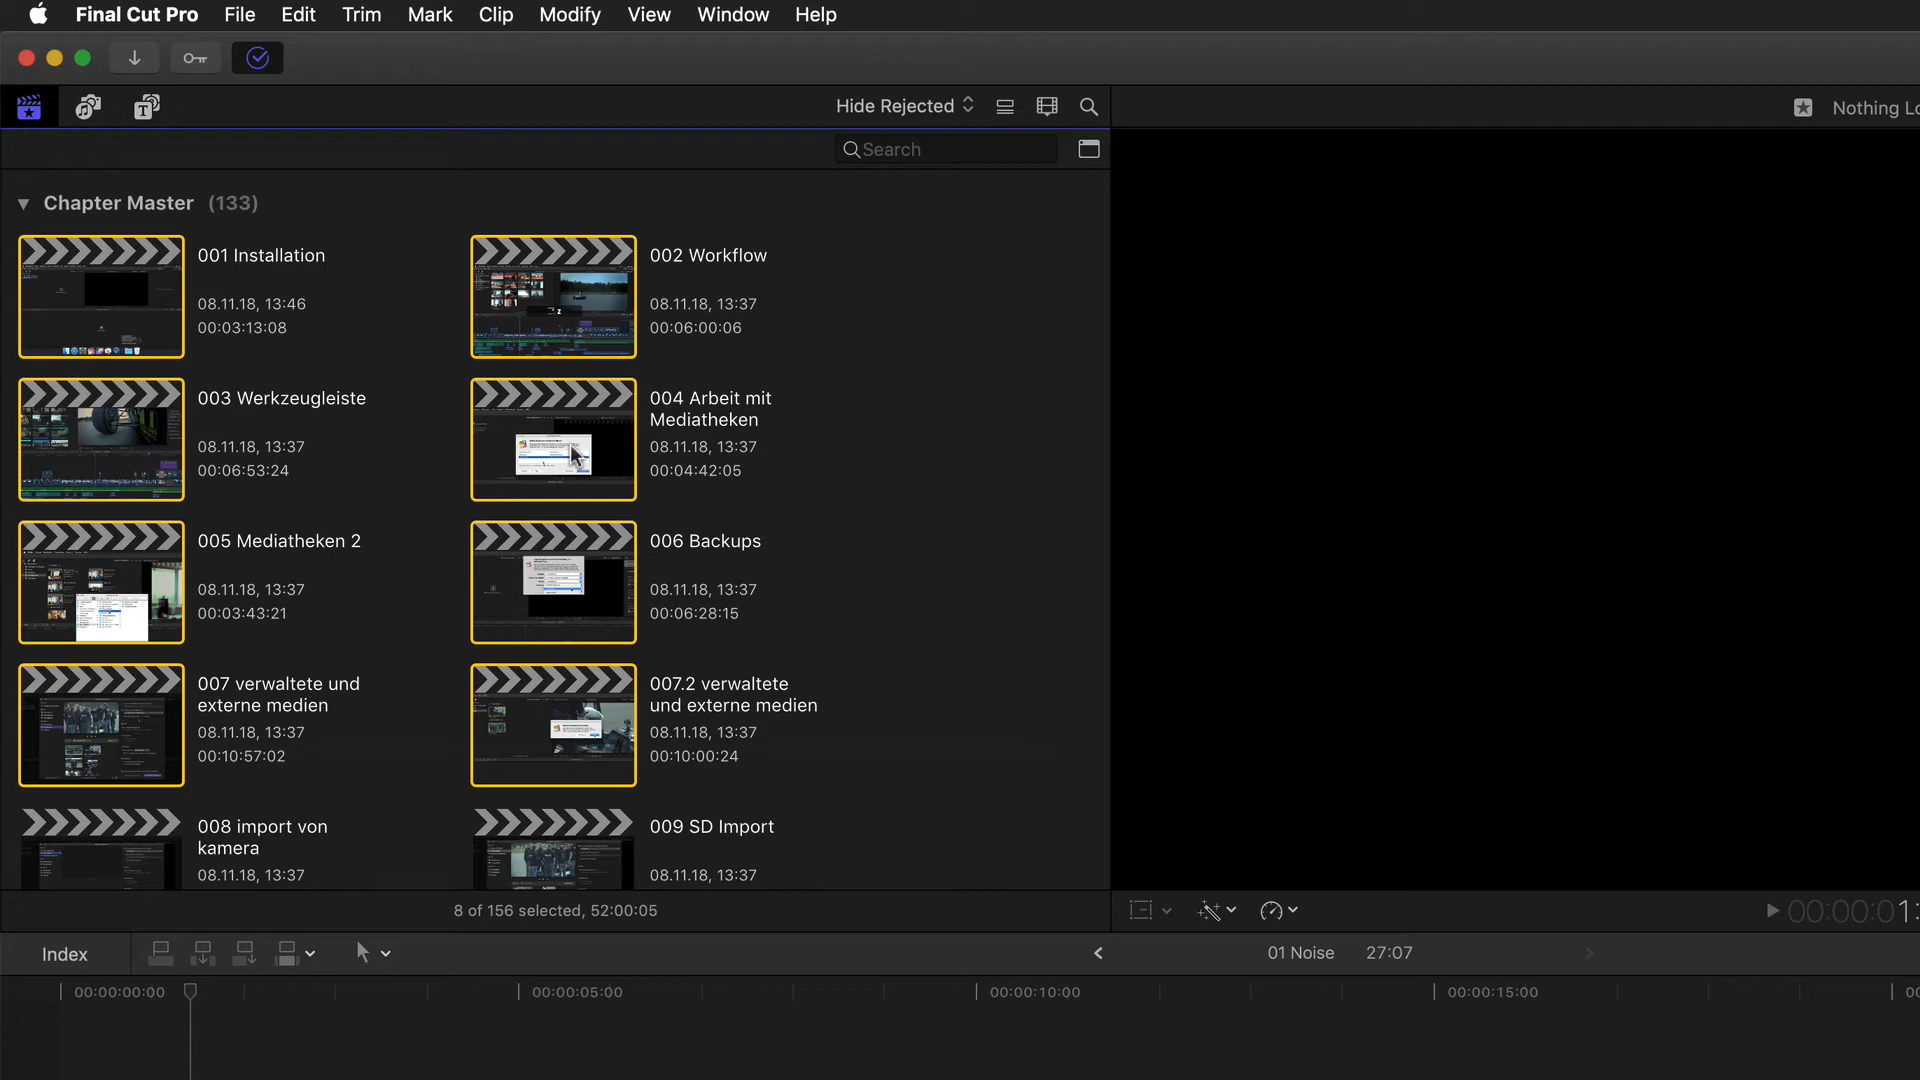 Final Cut Pro File Edit Trim Mark Clip Modify View Window Help
Hide Rejected
Nothing Lo
Search
Chapter Master (133)
001 Installation
08.11.18, 13:46
00:03:13:08
002 Workflow
08.11.18, 13:37
00:06:00:06
003 Werkzeugleiste
08.11.18, 13:37
00:06:53:24
004 Arbeit mit
Mediatheken
08.11.18, 13:37
00:04:42:05
005 Mediatheken 2
08.11.18, 13:37
00:03:43:21
006 Backups
08.11.18, 13:37
00:06:28:15
007 verwaltete und
externe medien
08.11.18, 13:37
00:10:57:02
007.2 verwaltete
und externe medien
08.11.18, 13:37
00:10:00:24
008 import von
kamera
08.11.18, 13:37
009 SD Import
08.11.18, 13:37
8 of 156 selected, 52:00:05
00:00:01:
Index
01 Noise 27:07
00:00:00:00 00:00:05:00 00:00:10:00 00:00:15:00 00